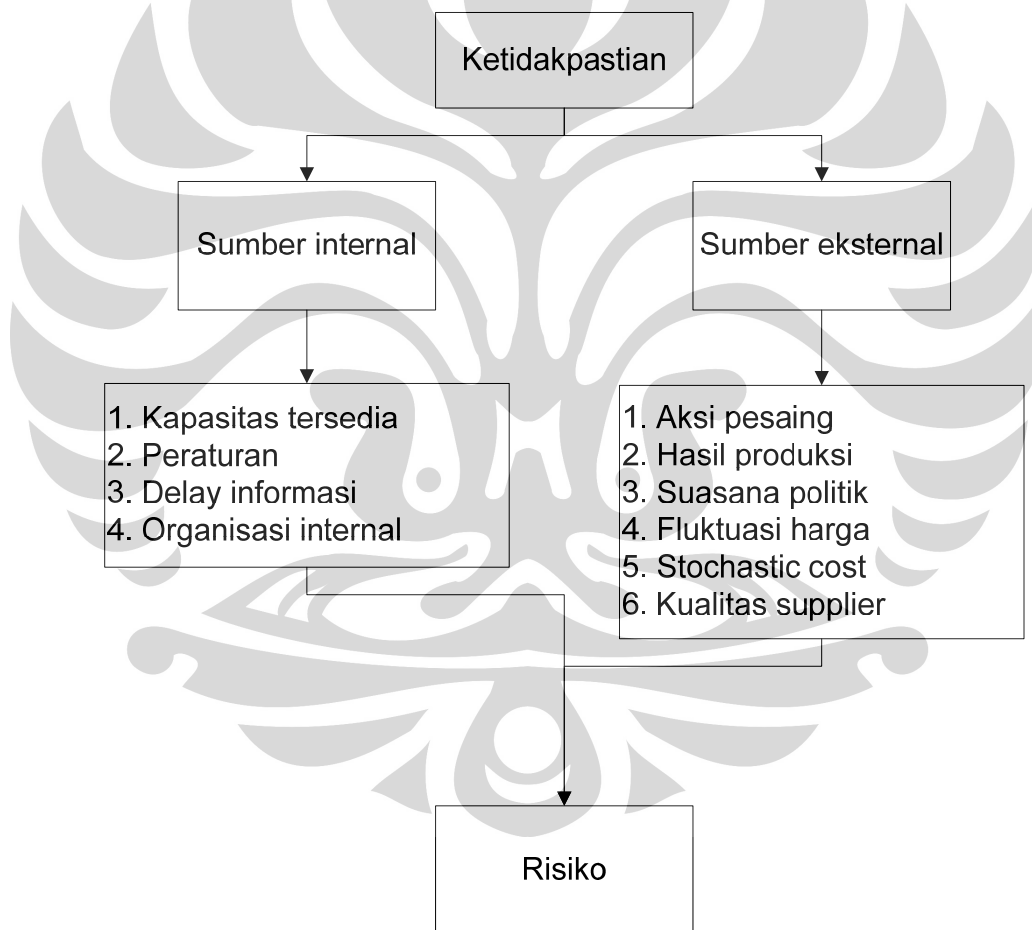 Ketidakpastian
Sumber internal
Sumber eksternal
1. Kapasitas tersedia
2. Peraturan
3. Delay informasi
4. Organisasi internal
1. Aksi pesaing
2. Hasil produksi
3. Suasana politik
4. Fluktuasi harga
5. Stochastic cost
6. Kualitas supplier
Risiko